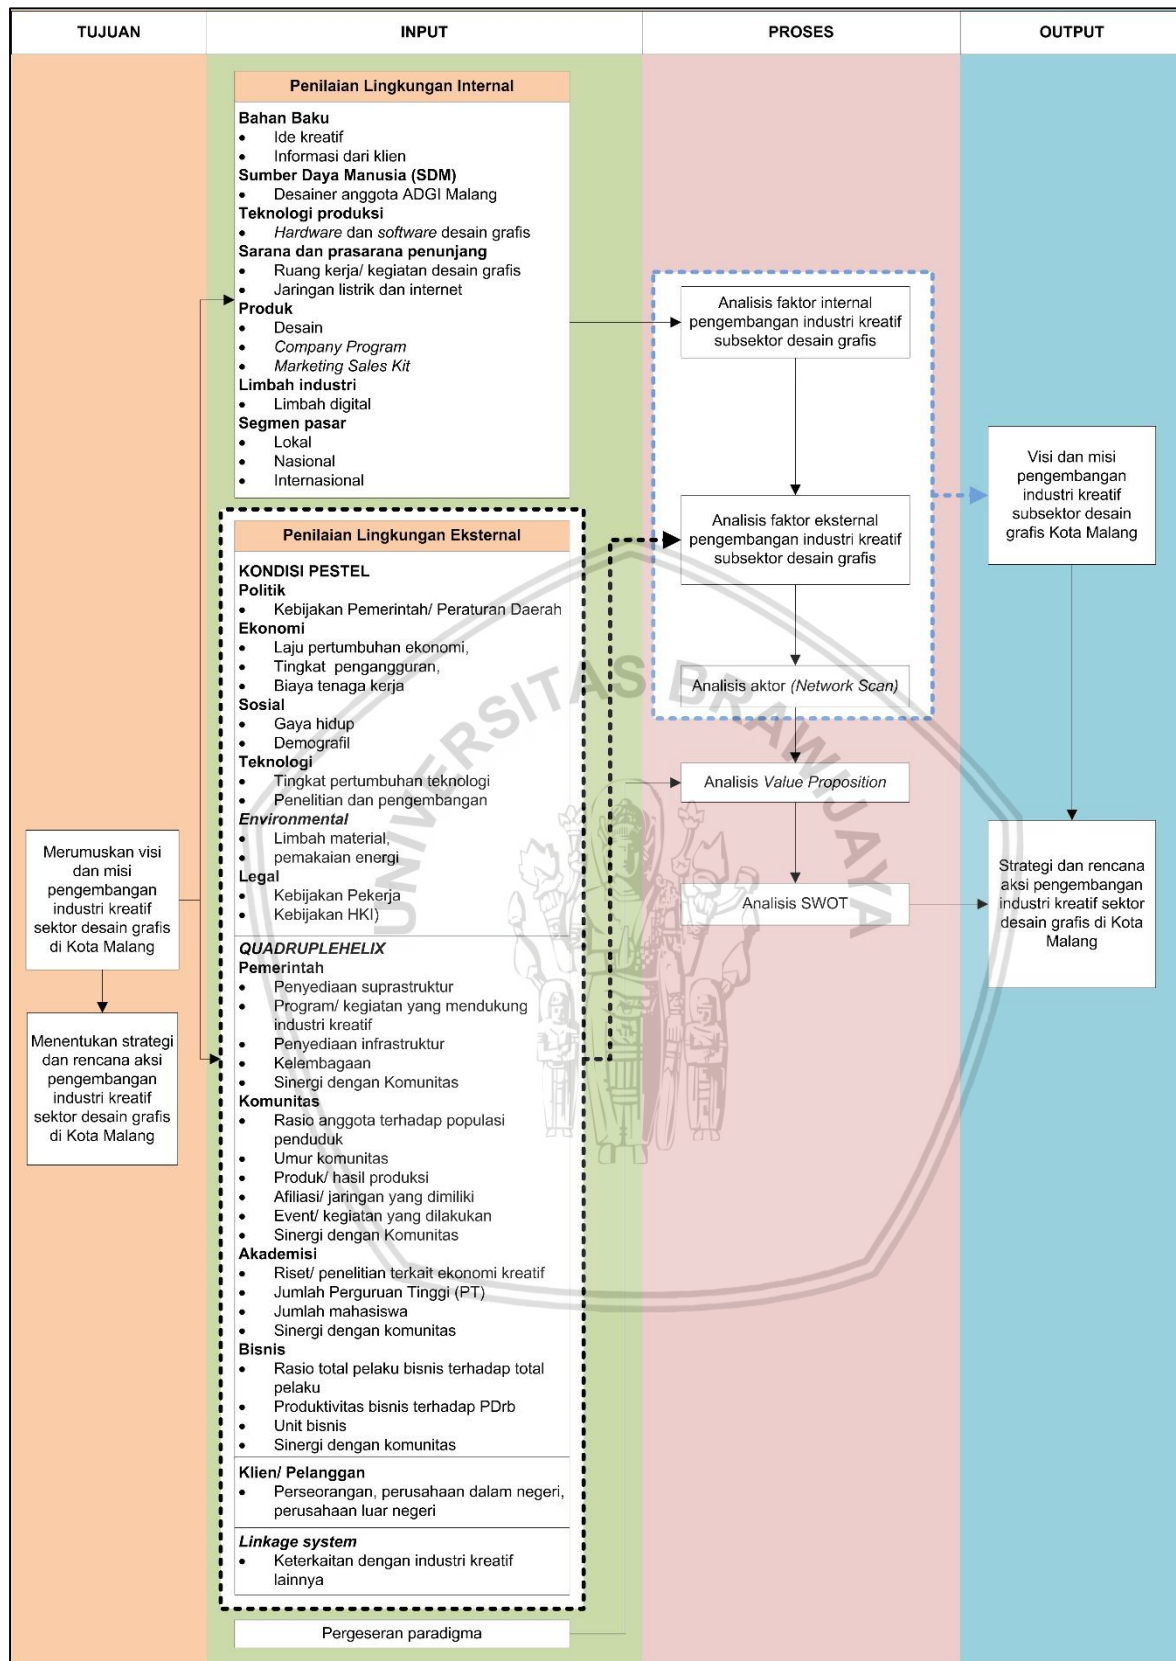 TUJUAN
INPUT
PROSES
OUTPUT
Merumuskan visi
dan misi
pengembangan
industri kreatif
sektor desain grafis
di Kota Malang
Menentukan strategi
dan rencana aksi
pengembangan
industri kreatif
sektor desain grafis
di Kota Malang
Penilaian Lingkungan Internal
Bahan Baku
• Ide kreatif
• Informasi dari klien
Sumber Daya Manusia (SDM)
• Desainer anggota ADGI Malang
Teknologi produksi
• Hardware dan software desain grafis
Sarana dan prasarana penunjang
• Ruang kerja/ kegiatan desain grafis
• Jaringan listrik dan internet
Produk
• Desain
• Company Program
• Marketing Sales Kit
Limbah industri
• Limbah digital
Segmen pasar
• Lokal
• Nasional
• Internasional
Penilaian Lingkungan Eksternal
KONDISI PESTEL
Politik
• Kebijakan Pemerintah/ Peraturan Daerah
Ekonomi
• Laju pertumbuhan ekonomi,
• Tingkat pengangguran,
• Biaya tenaga kerja
Sosial
• Gaya hidup
• Demografil
Teknologi
• Tingkat pertumbuhan teknologi
• Penelitian dan pengembangan
Environmental
• Limbah material,
• pemakaian energi
Legal
• Kebijakan Pekerja
• Kebijakan HKI)
QUADRUPLEHELIX
Pemerintah
• Penyediaan suprastruktur
• Program/ kegiatan yang mendukung
industri kreatif
• Penyediaan infrastruktur
• Kelembagaan
• Sinergi dengan Komunitas
Komunitas
• Rasio anggota terhadap populasi
penduduk
• Umur komunitas
• Produk/ hasil produksi
• Afiliasi/ jaringan yang dimiliki
• Event/ kegiatan yang dilakukan
• Sinergi dengan Komunitas
Akademisi
• Riset/ penelitian terkait ekonomi kreatif
• Jumlah Perguruan Tinggi (PT)
• Jumlah mahasiswa
• Sinergi dengan komunitas
Bisnis
• Rasio total pelaku bisnis terhadap total
pelaku
• Produktivitas bisnis terhadap PDrb
• Unit bisnis
• Sinergi dengan komunitas
Klien/ Pelanggan
• Perseorangan, perusahaan dalam negeri,
perusahaan luar negeri
Linkage system
• Keterkaitan dengan industri kreatif
lainnya
Pergeseran paradigma
Analisis faktor internal
pengembangan industri kreatif
subsektor desain grafis
Analisis faktor eksternal
pengembangan industri kreatif
subsektor desain grafis
Analisis aktor (Network Scan)
Analisis Value Proposition
Analisis SWOT
Visi dan misi
pengembangan
industri kreatif
subsektor desain
grafis Kota Malang
Strategi dan rencana
aksi pengembangan
industri kreatif sektor
desain grafis di Kota
Malang
UNIVERSITAS BRAWIJAYA